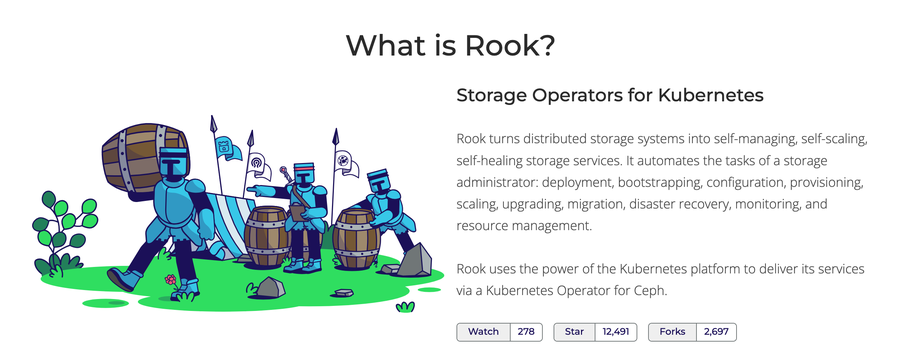 What is Rook?
Storage Operators for Kubernetes
Rook turns distributed storage systems into self-managing, self-scaling,
self-healing storage services. It automates the tasks of a storage
administrator: deployment, bootstrapping, configuration, provisioning,
scaling, upgrading, migration, disaster recovery, monitoring, and
resource management.
Rook uses the power of the Kubernetes platform to deliver its services
via a Kubernetes Operator for Ceph.
Watch 278 Star 12,491 Forks 2,697